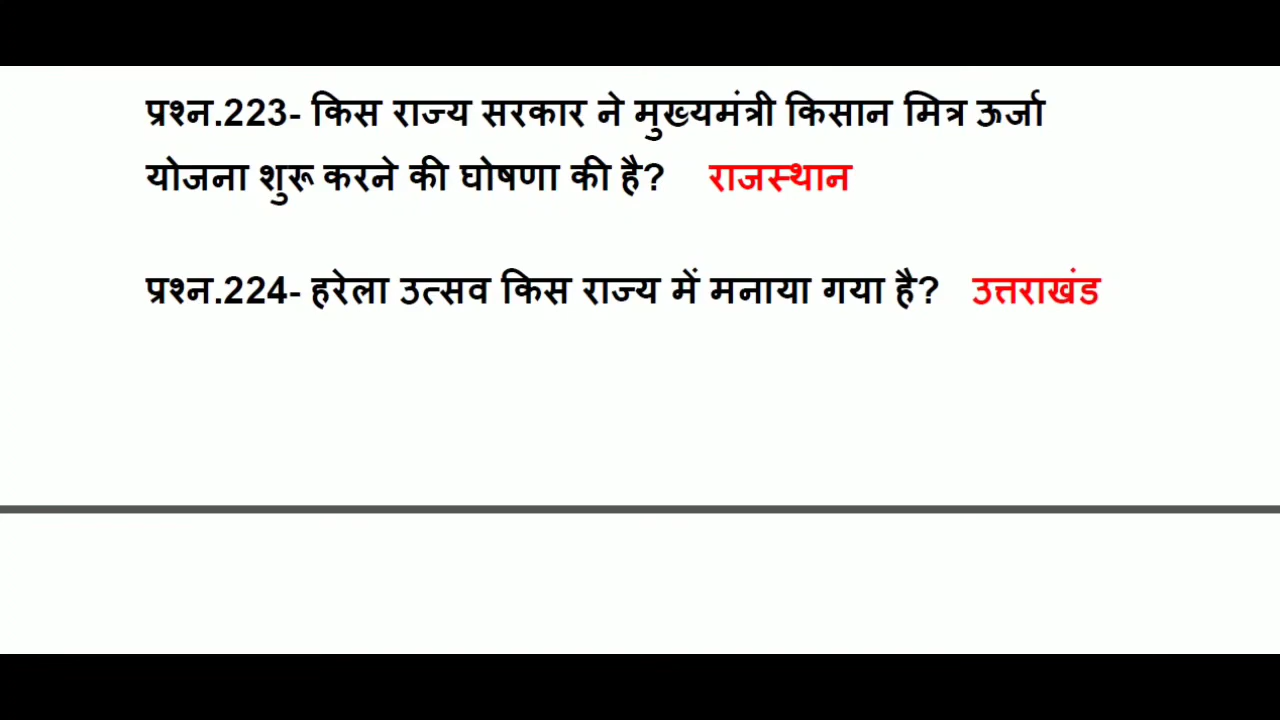 प्रश्न.223- किस राज्य सरकार ने मुख्यमंत्री किसान मित्र ऊर्जा
योजना शुरू करने की घोषणा की है? राजस्थान
प्रश्न.224- हरेला उत्सव किस राज्य में मनाया गया है? उत्तराखंड